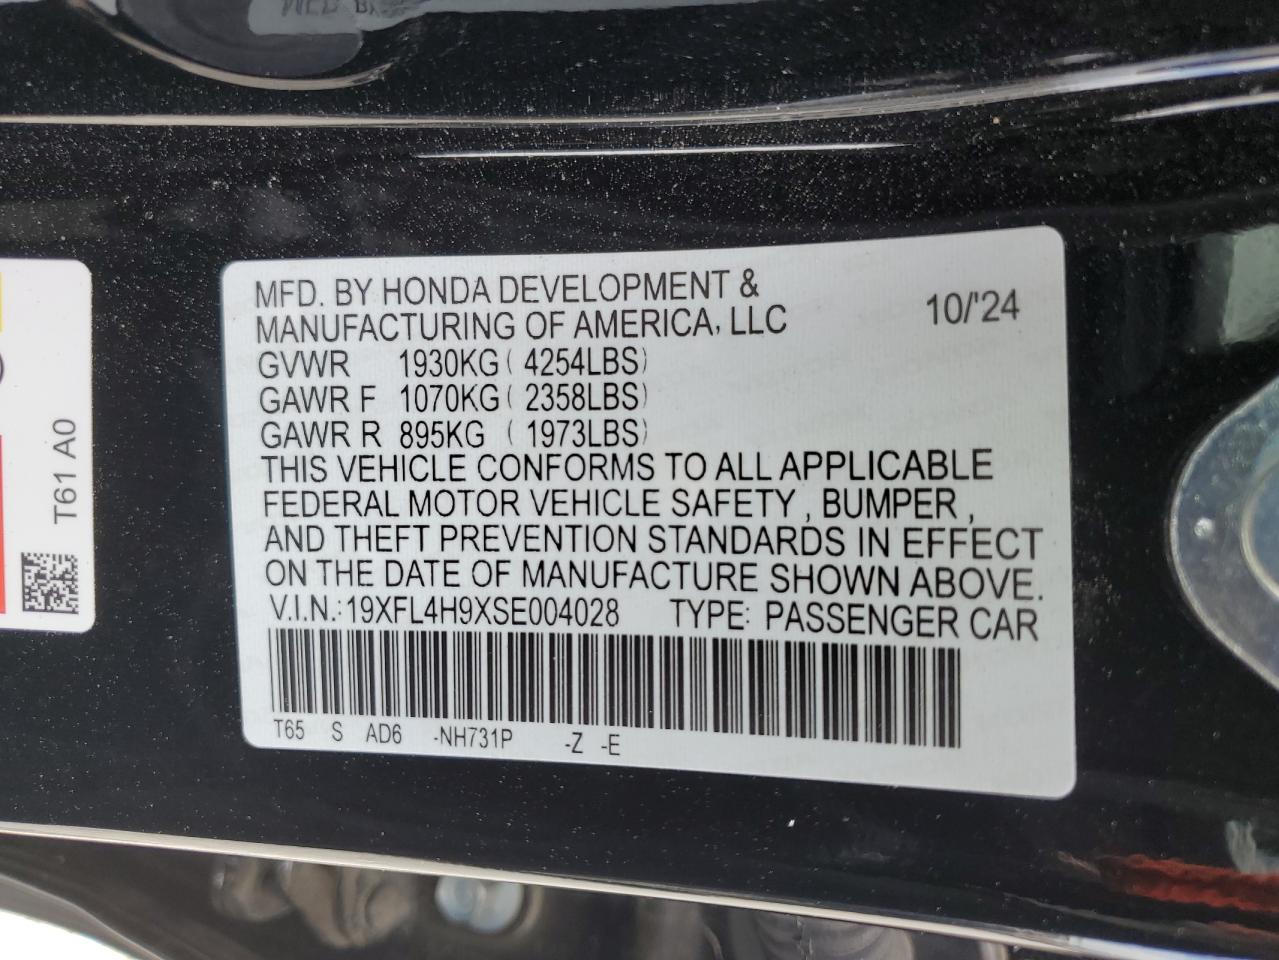 MFD. BY HONDA DEVELOPMENT &
MANUFACTURING OF AMERICA, LLC 10/'24
GVWR 1930KG ( 4254LBS)
GAWR F 1070KG ( 2358LBS)
GAWR R 895KG ( 1973LBS)
THIS VEHICLE CONFORMS TO ALL APPLICABLE
FEDERAL MOTOR VEHICLE SAFETY , BUMPER ,
AND THEFT PREVENTION STANDARDS IN EFFECT
ON THE DATE OF MANUFACTURE SHOWN ABOVE.
V.I.N.:19XFL4H9XSE004028 TYPE: PASSENGER CAR
T65 S AD6 -NH731P -Z -E
T61 A0